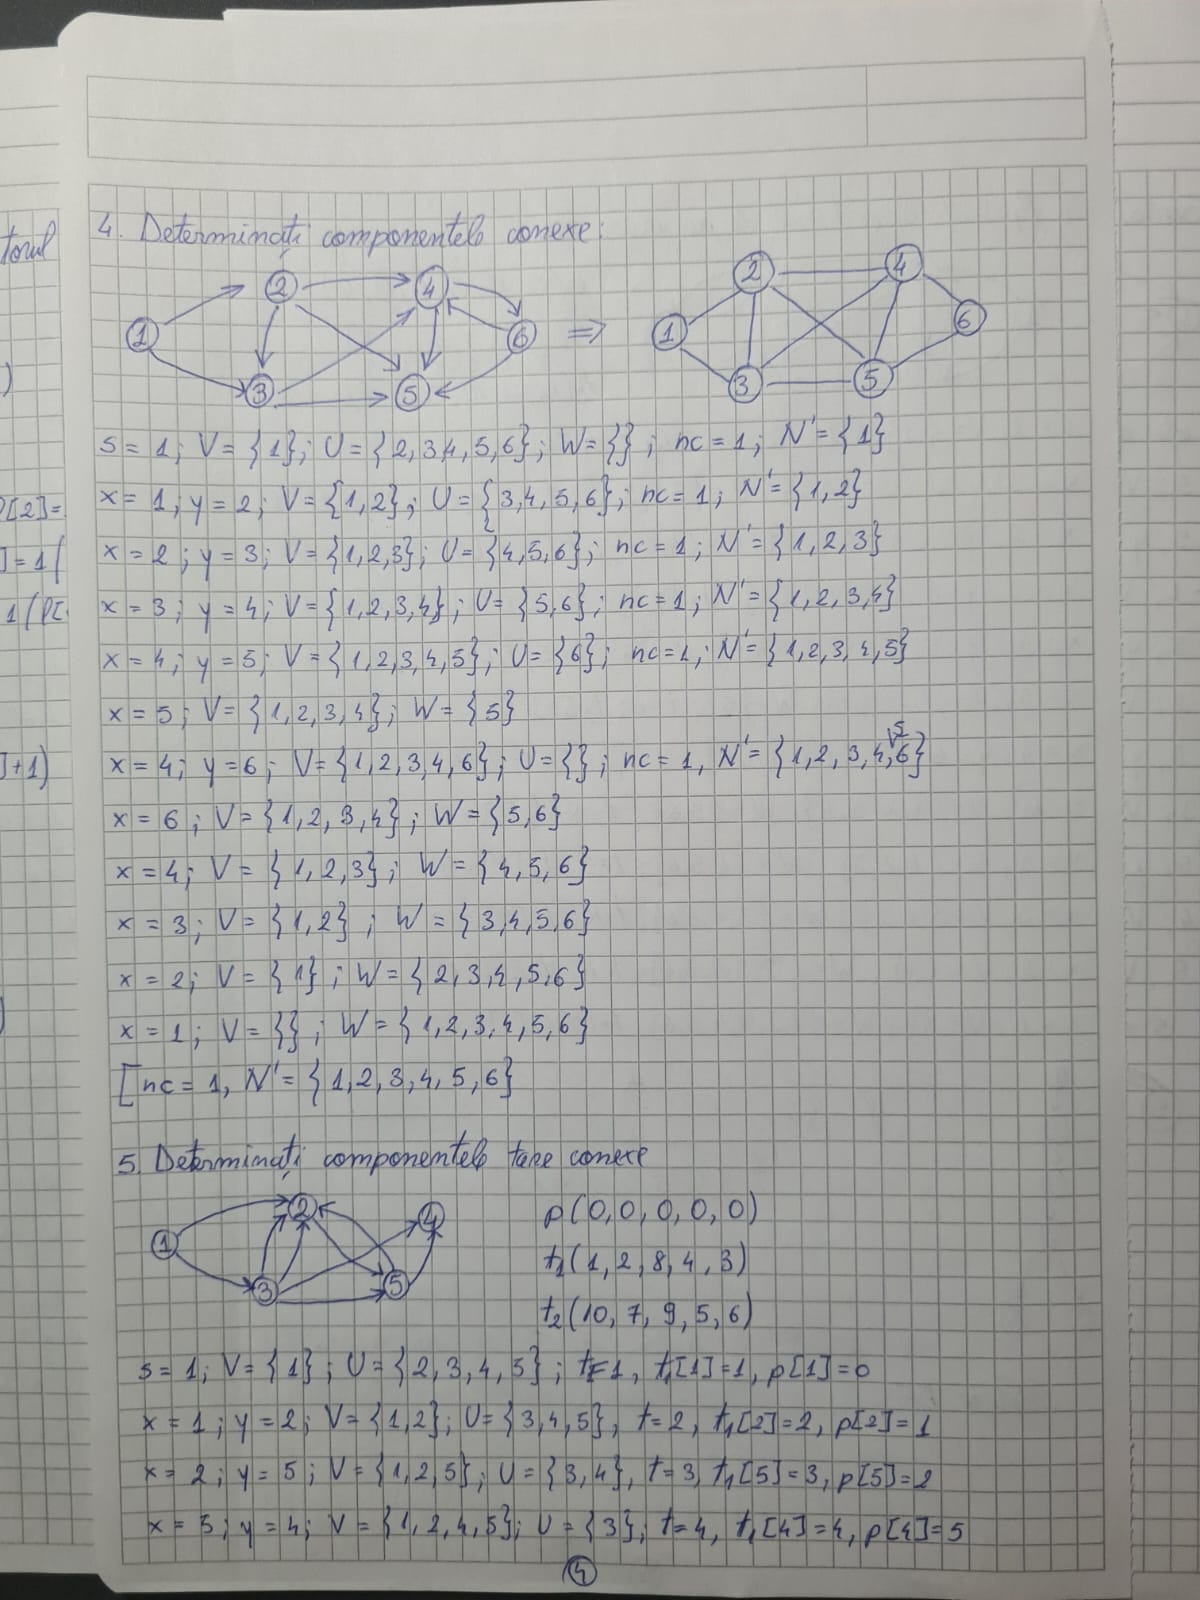 torul
4. Determinați componentele conexe:
1 2 3 4 5 6 => 1 2 3 4 5 6
)
s = 1; V = {1}; U = {2,3,4,5,6}; W = {}; nc = 1; N' = {1}
x = 1; y = 2; V = {1,2}; U = {3,4,5,6}; nc = 1; N' = {1,2}
p[2]=
x = 2; y = 3; V = {1,2,3}; U = {4,5,6}; nc = 1; N' = {1,2,3}
]=1(
x = 3; y = 4; V = {1,2,3,4}; U = {5,6}; nc = 1; N' = {1,2,3,4}
x = 4; y = 5; V = {1,2,3,4,5}; U = {6}; nc = 1; N' = {1,2,3,4,5}
x = 5; V = {1,2,3,4}; W = {5}
]+1)
x = 4; y = 6; V = {1,2,3,4,6}; U = {}; nc = 1, N' = {1,2,3,4,5,6}
x = 6; V = {1,2,3,4}; W = {5,6}
x = 4; V = {1,2,3}; W = {4,5,6}
x = 3; V = {1,2}; W = {3,4,5,6}
x = 2; V = {1}; W = {2,3,4,5,6}
x = 1; V = {}; W = {1,2,3,4,5,6}
[nc = 1, N' = {1,2,3,4,5,6}
5. Determinați componentele tare conexe
1 2 3 4 5
p(0,0,0,0,0)
t1(1,2,8,4,3)
t2(10,7,9,5,6)
s = 1; V = {1}; U = {2,3,4,5}; t=1, t1[1]=1, p[1]=0
x = 1; y = 2; V = {1,2}; U = {3,4,5}, t=2, t1[2]=2, p[2]=1
x = 2; y = 5; V = {1,2,5}; U = {3,4}, t=3, t1[5]=3, p[5]=2
x = 5; y = 4; V = {1,2,4,5}; U = {3}; t=4, t1[4]=4, p[4]=5
4